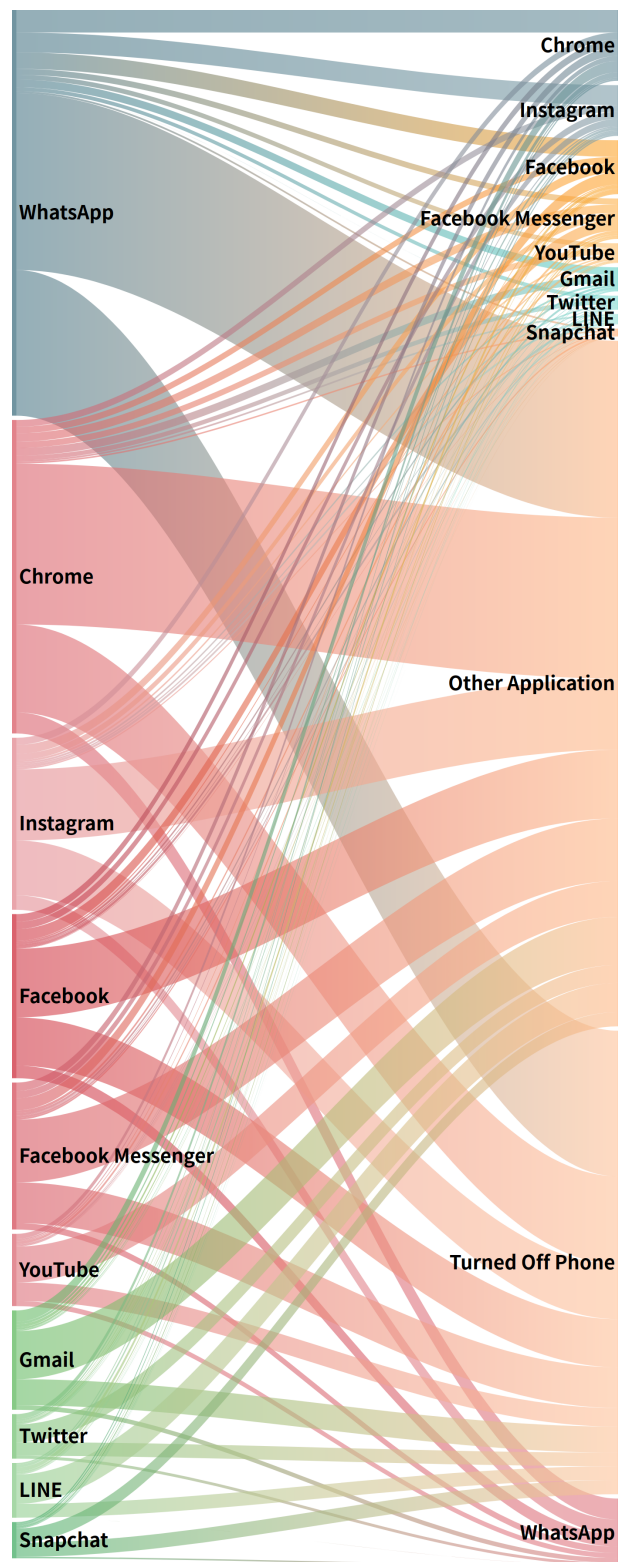 WhatsApp
Chrome
Instagram
Facebook
Facebook Messenger
YouTube
Gmail
Twitter
LINE
Snapchat
Chrome
Instagram
Facebook
Facebook Messenger
YouTube
Gmail
Twitter
LINE
Snapchat
Other Application
Turned Off Phone
WhatsApp